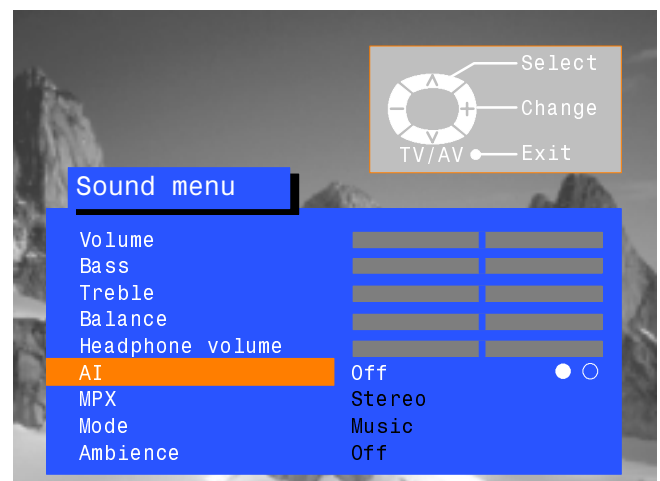 Select
Change
TV/AV Exit
Sound menu
Volume
Bass
Treble
Balance
Headphone volume
AI Off
MPX Stereo
Mode Music
Ambience Off